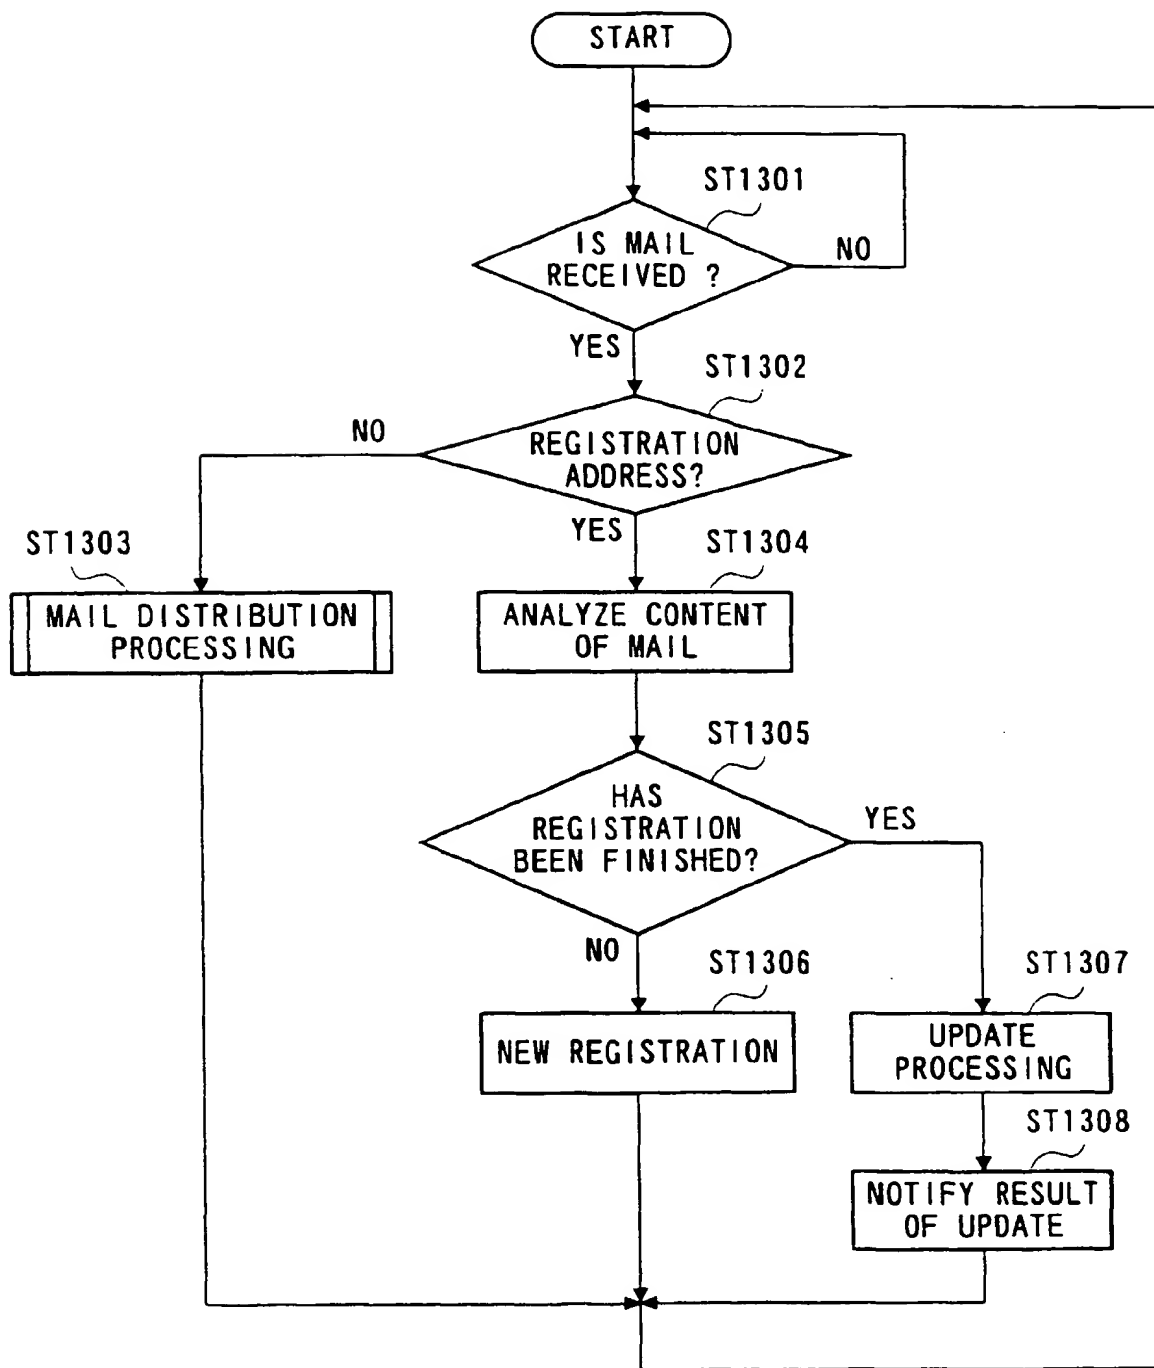 START
ST1301
IS MAIL
RECEIVED ?
NO
YES
ST1302
NO
REGISTRATION
ADDRESS?
YES
ST1303
ST1304
MAIL DISTRIBUTION
PROCESSING
ANALYZE CONTENT
OF MAIL
ST1305
HAS
REGISTRATION
BEEN FINISHED?
YES
NO
ST1306
ST1307
NEW REGISTRATION
UPDATE
PROCESSING
ST1308
NOTIFY RESULT
OF UPDATE